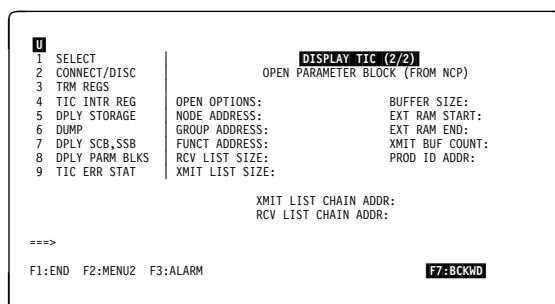 U
1 SELECT DISPLAY TIC (2/2)
2 CONNECT/DISC OPEN PARAMETER BLOCK (FROM NCP)
3 TRM REGS
4 TIC INTR REG OPEN OPTIONS: BUFFER SIZE:
5 DPLY STORAGE NODE ADDRESS: EXT RAM START:
6 DUMP GROUP ADDRESS: EXT RAM END:
7 DPLY SCB,SSB FUNCT ADDRESS: XMIT BUF COUNT:
8 DPLY PARM BLKS RCV LIST SIZE: PROD ID ADDR:
9 TIC ERR STAT XMIT LIST SIZE:
XMIT LIST CHAIN ADDR:
RCV LIST CHAIN ADDR:
===>
F1:END F2:MENU2 F3:ALARM F7:BCKWD